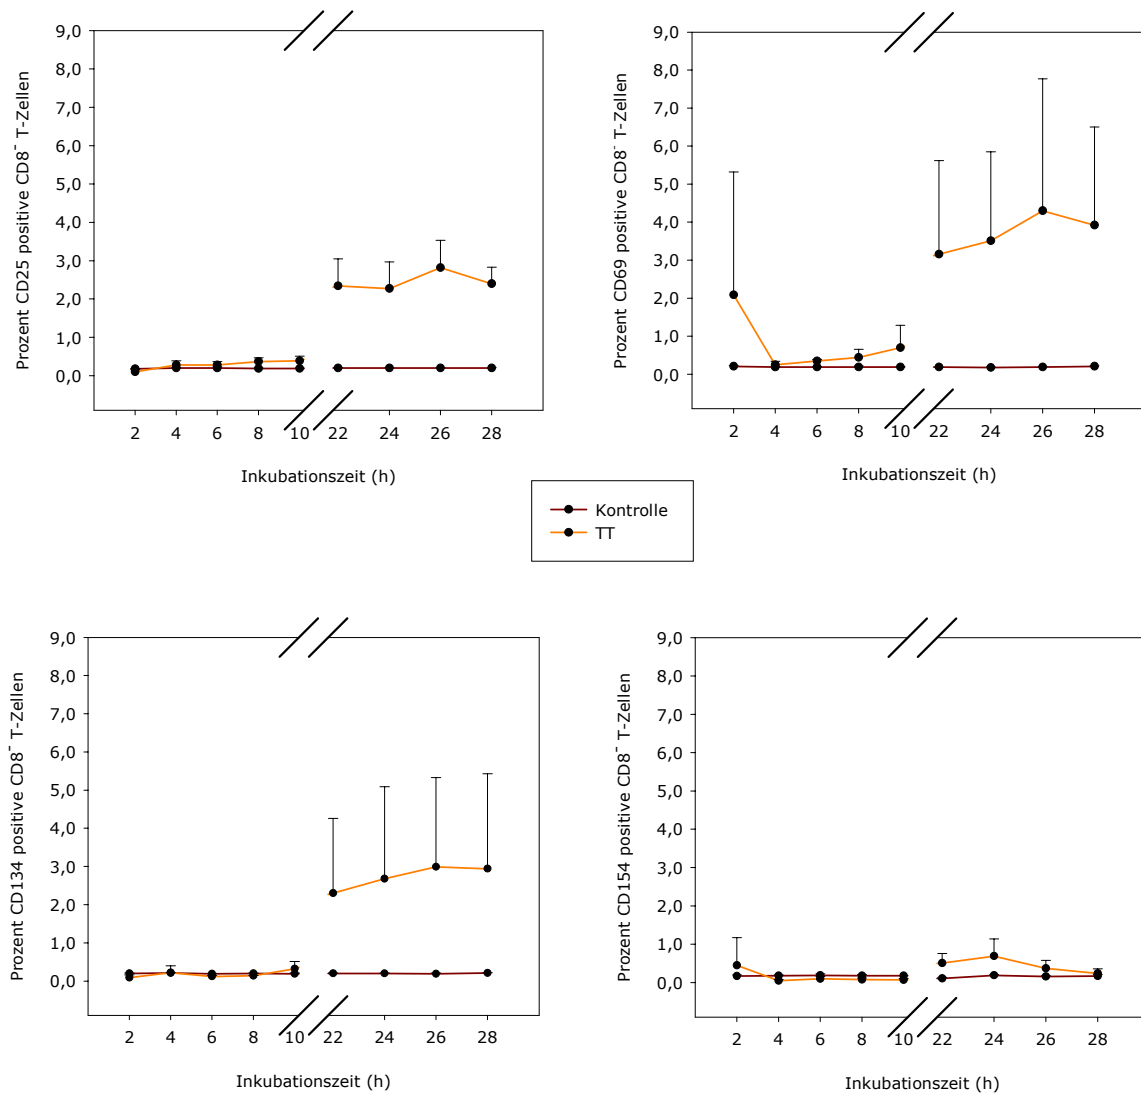 9,0
8,0
7,0
6,0
5,0
4,0
3,0
2,0
1,0
0,0
Prozent CD25 positive CD8⁻ T-Zellen
2 4 6 8 10 22 24 26 28
Inkubationszeit (h)
9,0
8,0
7,0
6,0
5,0
4,0
3,0
2,0
1,0
0,0
Prozent CD69 positive CD8⁻ T-Zellen
2 4 6 8 10 22 24 26 28
Inkubationszeit (h)
Kontrolle
TT
9,0
8,0
7,0
6,0
5,0
4,0
3,0
2,0
1,0
0,0
Prozent CD134 positive CD8⁻ T-Zellen
2 4 6 8 10 22 24 26 28
Inkubationszeit (h)
9,0
8,0
7,0
6,0
5,0
4,0
3,0
2,0
1,0
0,0
Prozent CD154 positive CD8⁻ T-Zellen
2 4 6 8 10 22 24 26 28
Inkubationszeit (h)